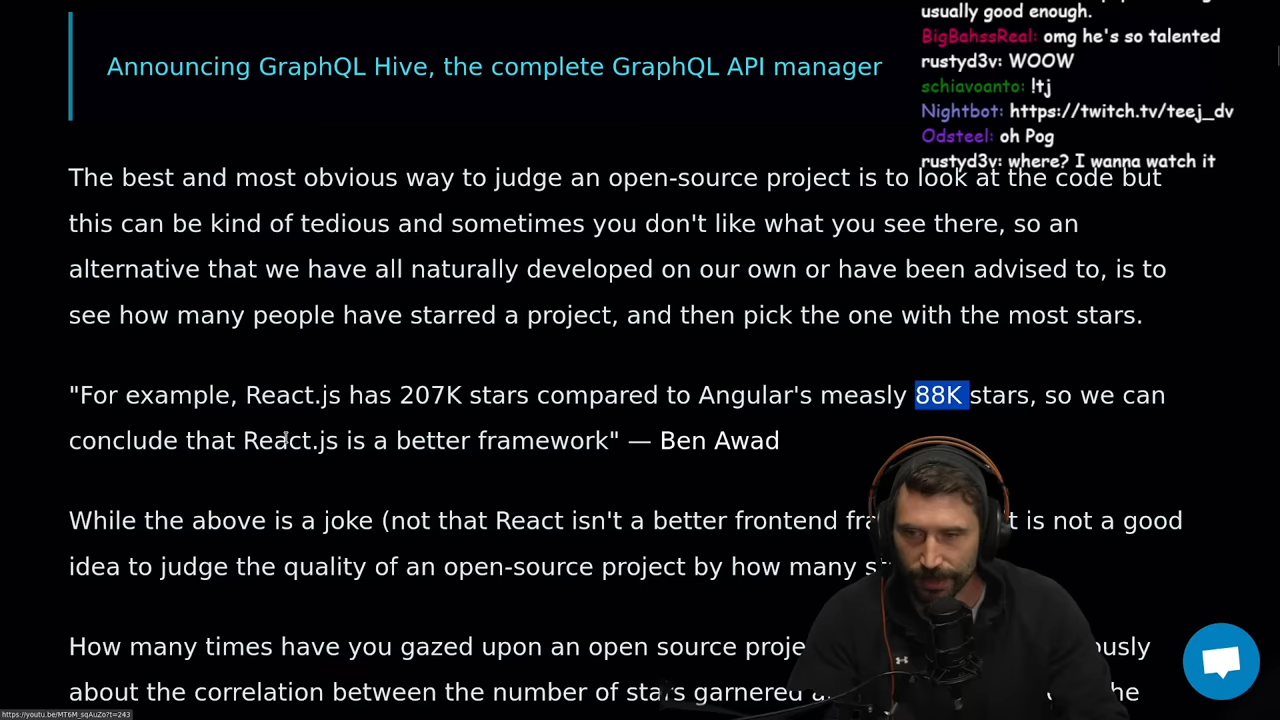 usually good enough.
BigBahssReal: omg he's so talented
rustyd3v: WOOW
schiavoanto: !tj
Nightbot: https://twitch.tv/teej_dv
Odsteel: oh Pog
rustyd3v: where? I wanna watch it
Announcing GraphQL Hive, the complete GraphQL API manager
The best and most obvious way to judge an open-source project is to look at the code but
this can be kind of tedious and sometimes you don't like what you see there, so an
alternative that we have all naturally developed on our own or have been advised to, is to
see how many people have starred a project, and then pick the one with the most stars.
"For example, React.js has 207K stars compared to Angular's measly 88K stars, so we can
conclude that React.js is a better framework" — Ben Awad
While the above is a joke (not that React isn't a better frontend is not a good
idea to judge the quality of an open-source project by how many
How many times have you gazed upon an open source
about the correlation between the number of stars garnered
https://youtu.be/MT6M_sqAuZo?t=243